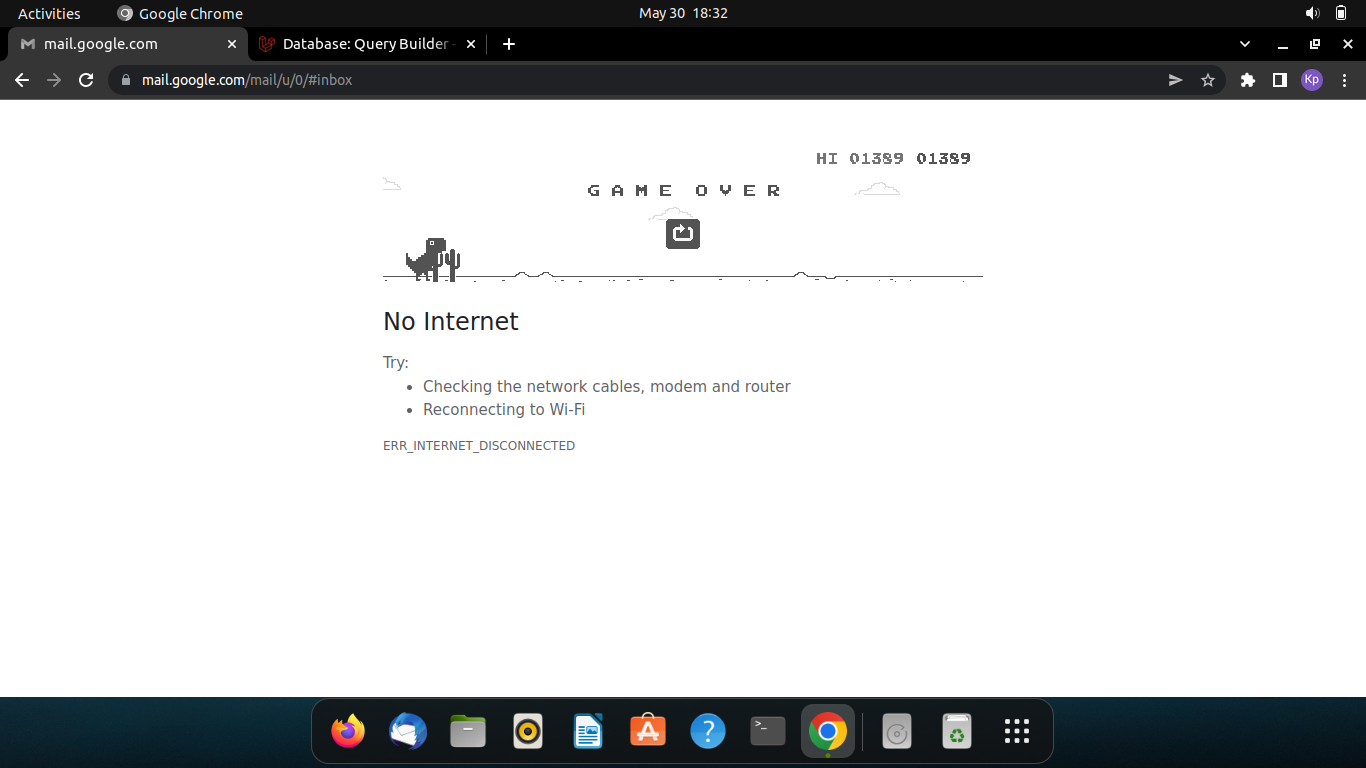 Activities Google Chrome May 30 18:32
mail.google.com Database: Query Builder -
mail.google.com/mail/u/0/#inbox Kp
HI 01389 01389
GAME OVER
No Internet
Try:
• Checking the network cables, modem and router
• Reconnecting to Wi-Fi
ERR_INTERNET_DISCONNECTED